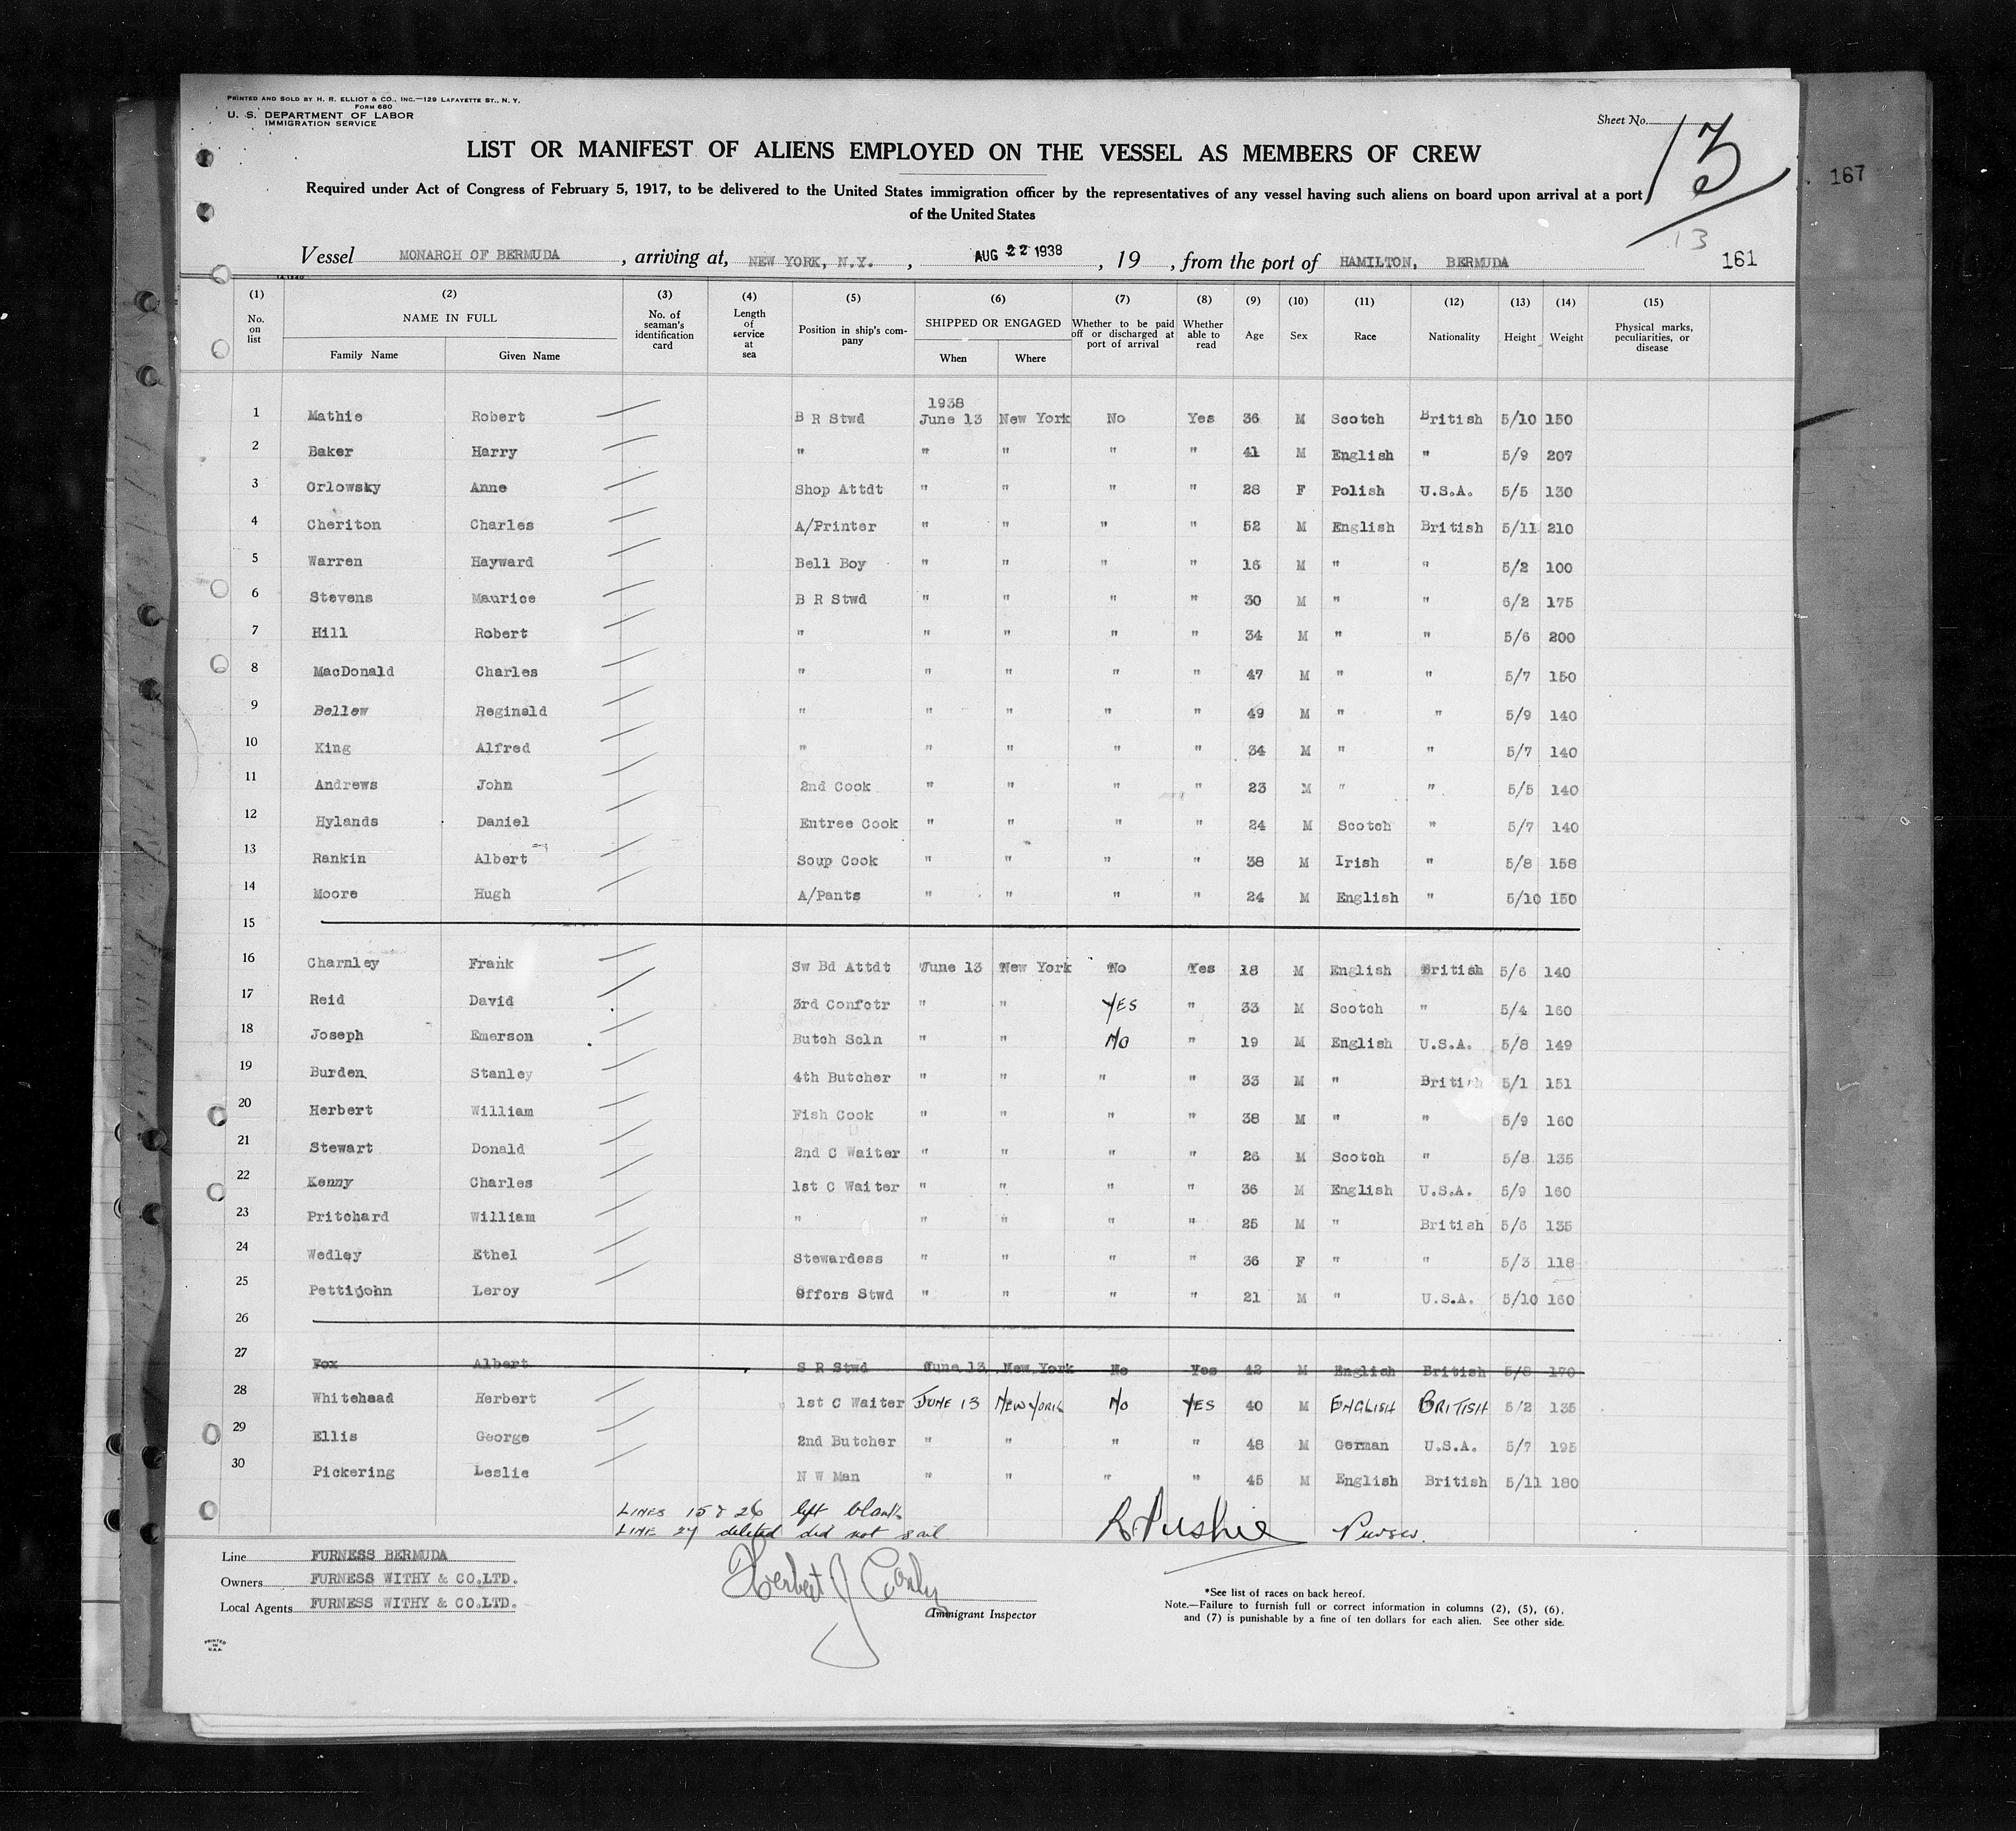 PRINTED AND SOLD BY H. R. ELLIOT & CO., INC.—129 LAFAYETTE ST., N. Y.
FORM 680
U. S. DEPARTMENT OF LABOR
IMMIGRATION SERVICE
Sheet No. 13
LIST OR MANIFEST OF ALIENS EMPLOYED ON THE VESSEL AS MEMBERS OF CREW
167
Required under Act of Congress of February 5, 1917, to be delivered to the United States immigration officer by the representatives of any vessel having such aliens on board upon arrival at a port
of the United States
13
Vessel MONARCH OF BERMUDA, arriving at, NEW YORK, N.Y., AUG 22 1938, 19, from the port of HAMILTON, BERMUDA 161
(1) (2) (3) (4) (5) (6) (7) (8) (9) (10) (11) (12) (13) (14) (15)
No. on list NAME IN FULL Family Name Given Name No. of seaman's identification card Length of service at sea Position in ship's company SHIPPED OR ENGAGED When Where Whether to be paid off or discharged at port of arrival Whether able to read Age Sex Race Nationality Height Weight Physical marks, peculiarities, or disease
1938
1 Mathie Robert B R Stwd June 13 New York No Yes 36 M Scotch British 5/10 150
2 Baker Harry " " " " " 41 M English " 5/9 207
3 Orlowsky Anne Shop Attdt " " " " 28 F Polish U.S.A. 5/5 130
4 Cheriton Charles A/Printer " " " " 52 M English British 5/11 210
5 Warren Hayward Bell Boy " " " " 16 M " " 5/2 100
6 Stevens Maurice B R Stwd " " " " 30 M " " 6/2 175
7 Hill Robert " " " " " 34 M " " 5/6 200
8 MacDonald Charles " " " " " 47 M " " 5/7 150
9 Bellew Reginald " " " " " 49 M " " 5/9 140
10 King Alfred " " " " " 34 M " " 5/7 140
11 Andrews John 2nd Cook " " " " 23 M " " 5/5 140
12 Hylands Daniel Entree Cook " " " " 24 M Scotch " 5/7 140
13 Rankin Albert Soup Cook " " " " 38 M Irish " 5/8 158
14 Moore Hugh A/Pants " " " " 24 M English " 5/10 150
15
16 Charnley Frank Sw Bd Attdt June 13 New York No Yes 18 M English British 5/6 140
17 Reid David 3rd Confctr " " YES " 33 M Scotch " 5/4 160
18 Joseph Emerson Butch Scln " " No " 19 M English U.S.A. 5/8 149
19 Burden Stanley 4th Butcher " " " " 33 M " British 5/1 151
20 Herbert William Fish Cook " " " " 38 M " " 5/9 160
21 Stewart Donald 2nd C Waiter " " " " 26 M Scotch " 5/8 135
22 Kenny Charles 1st C Waiter " " " " 36 M English U.S.A. 5/9 160
23 Pritchard William " " " " " 25 M " British 5/6 135
24 Wedley Ethel Stewardess " " " " 36 F " " 5/3 118
25 Pettijohn Leroy Offcrs Stwd " " " " 21 M " U.S.A. 5/10 160
26
27 Fox Albert S R Stwd June 13 New York No Yes 42 M English British 5/8 170
28 Whitehead Herbert 1st C Waiter JUNE 13 NEW YORK No YES 40 M ENGLISH BRITISH 5/2 135
29 Ellis George 2nd Butcher " " " " 48 M German U.S.A. 5/7 195
30 Pickering Leslie N W Man " " " " 45 M English British 5/11 180
LINES 15 & 26 left blank
LINE 27 deleted did not sail Purser.
Line FURNESS BERMUDA
Owners FURNESS WITHY & CO.LTD.
Local Agents FURNESS WITHY & CO.LTD.
Herbert J
Immigrant Inspector
*See list of races on back hereof.
Note.—Failure to furnish full or correct information in columns (2), (5), (6),
and (7) is punishable by a fine of ten dollars for each alien. See other side.
PRINTED
IN
U.S.A.